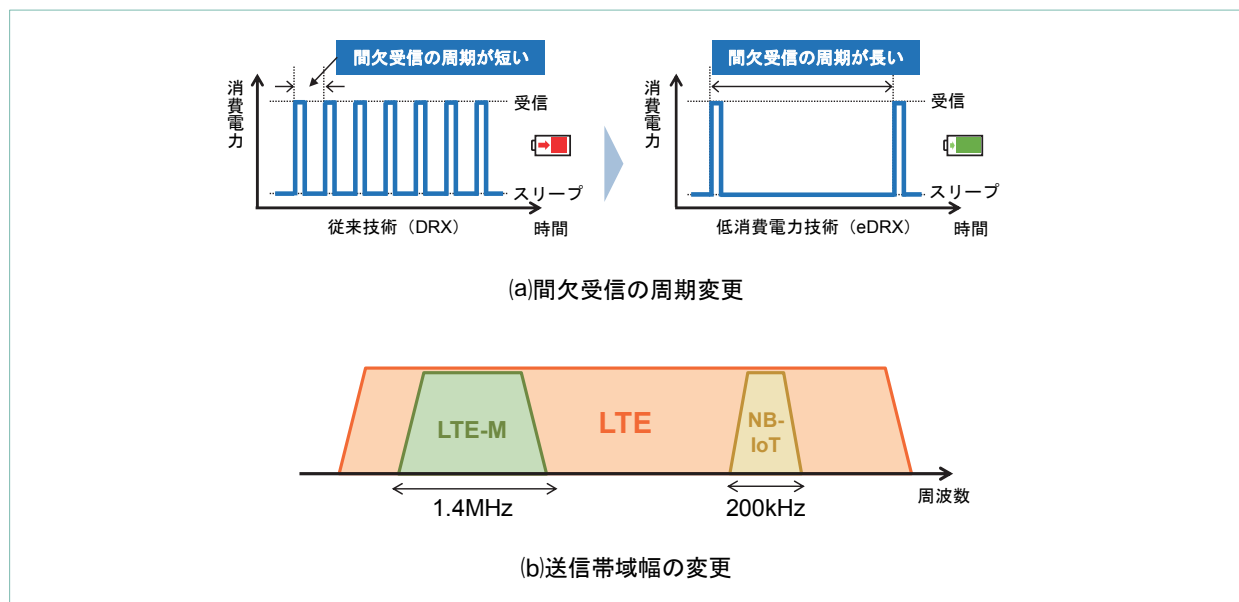 間欠受信の周期が短い
消費電力
受信
スリープ
従来技術（DRX）
時間
間欠受信の周期が長い
消費電力
受信
スリープ
低消費電力技術（eDRX）
時間
⒜間欠受信の周期変更
LTE-M
LTE
NB-
IoT
周波数
1.4MHz
200kHz
⒝送信帯域幅の変更